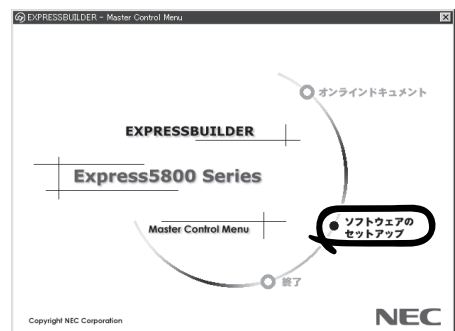 EXPRESSBUILDER - Master Control Menu
オンラインドキュメント
EXPRESSBUILDER
Express5800 Series
Master Control Menu
ソフトウェアの
セットアップ
終了
Copyright NEC Corporation
NEC